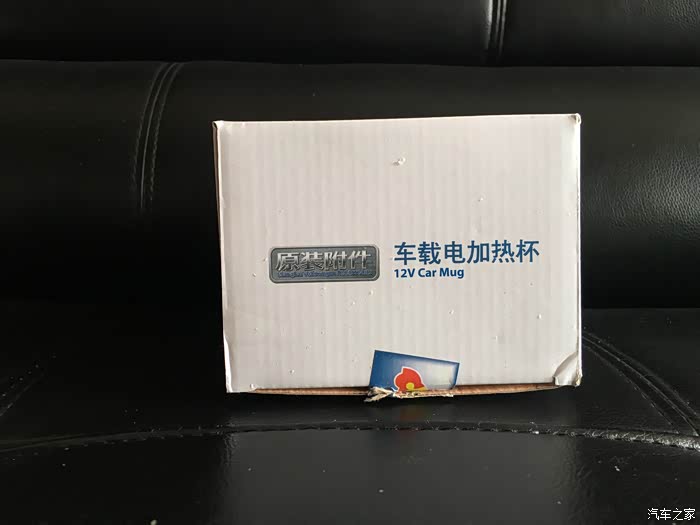 原装附件
车载电加热杯
12V Car Mug
汽车之家